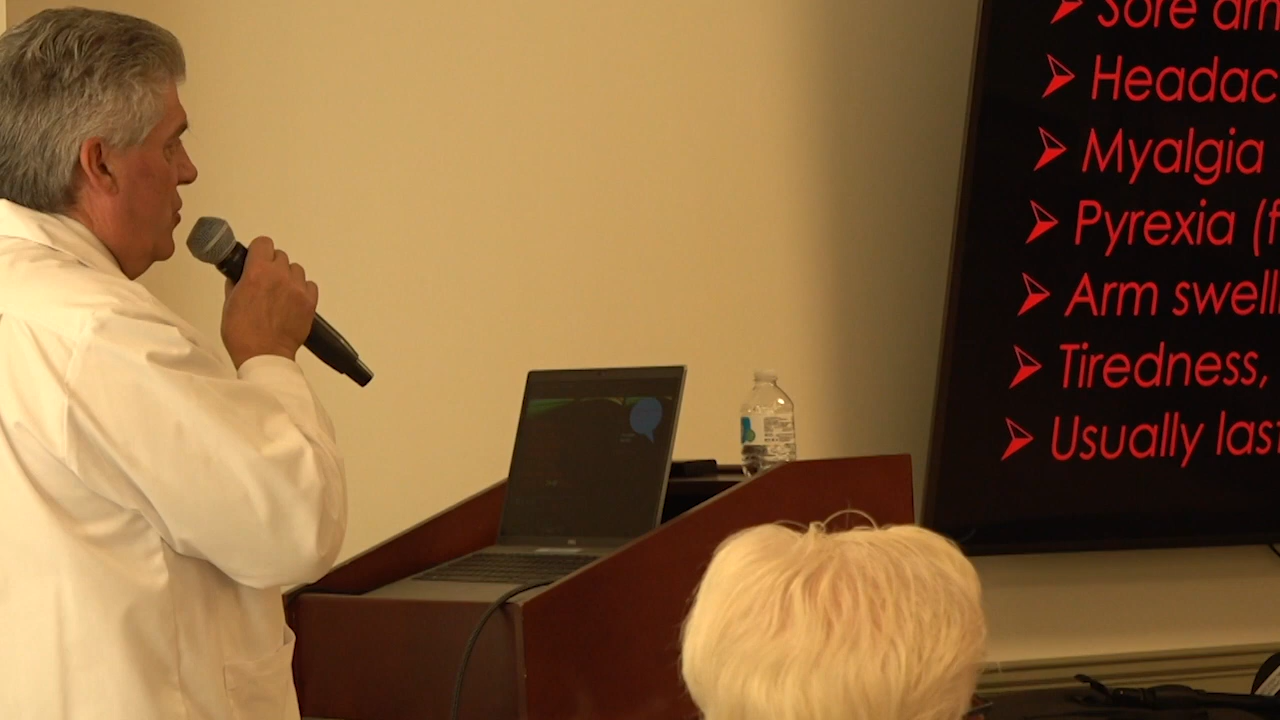 Sore arm
Headac
Myalgia
Pyrexia (f
Arm swell
Tiredness,
Usually last